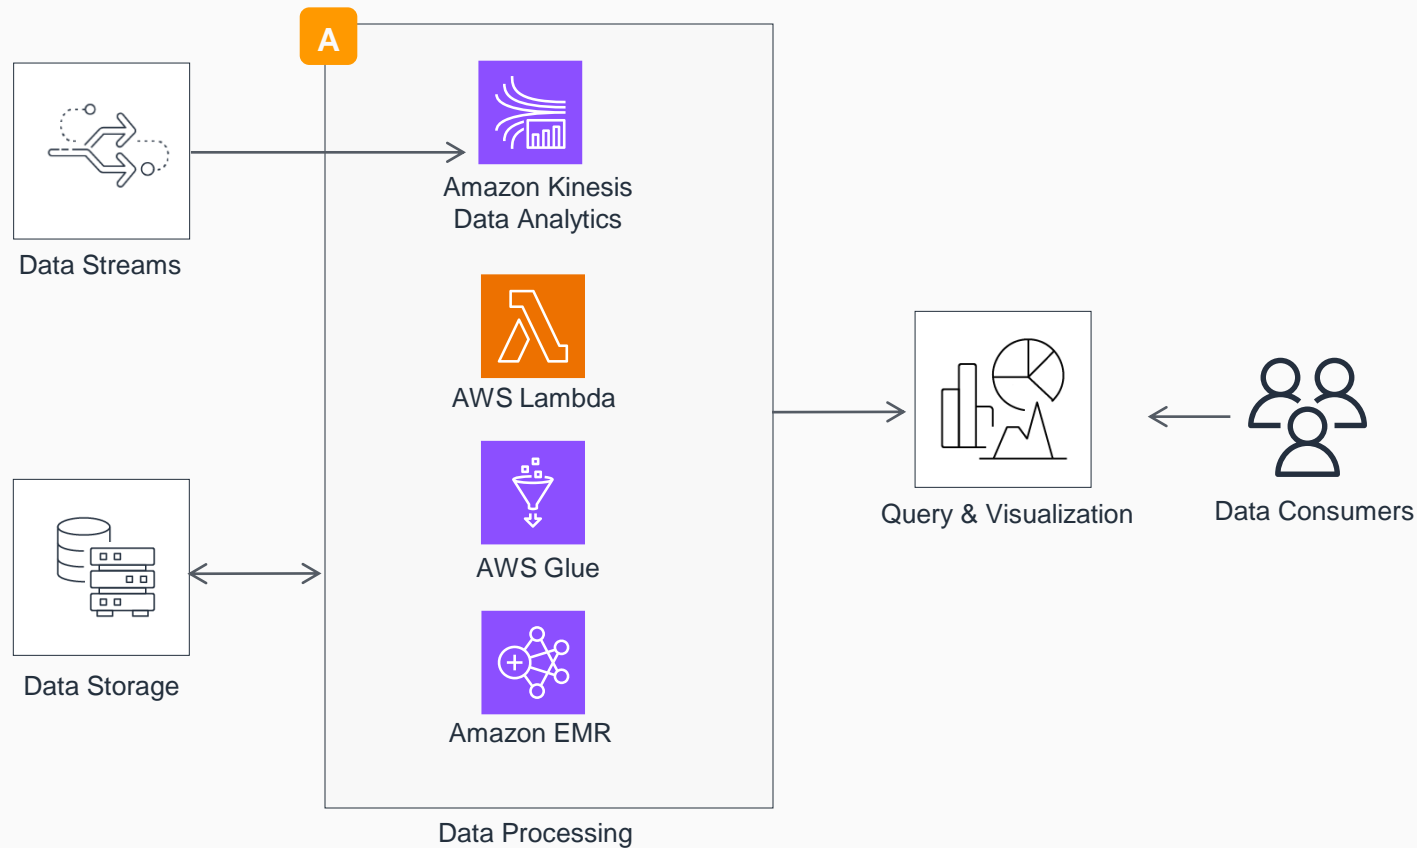 A
Data Streams
Amazon Kinesis
Data Analytics
AWS Lambda
AWS Glue
Amazon EMR
Data Storage
Data Processing
Query & Visualization
Data Consumers